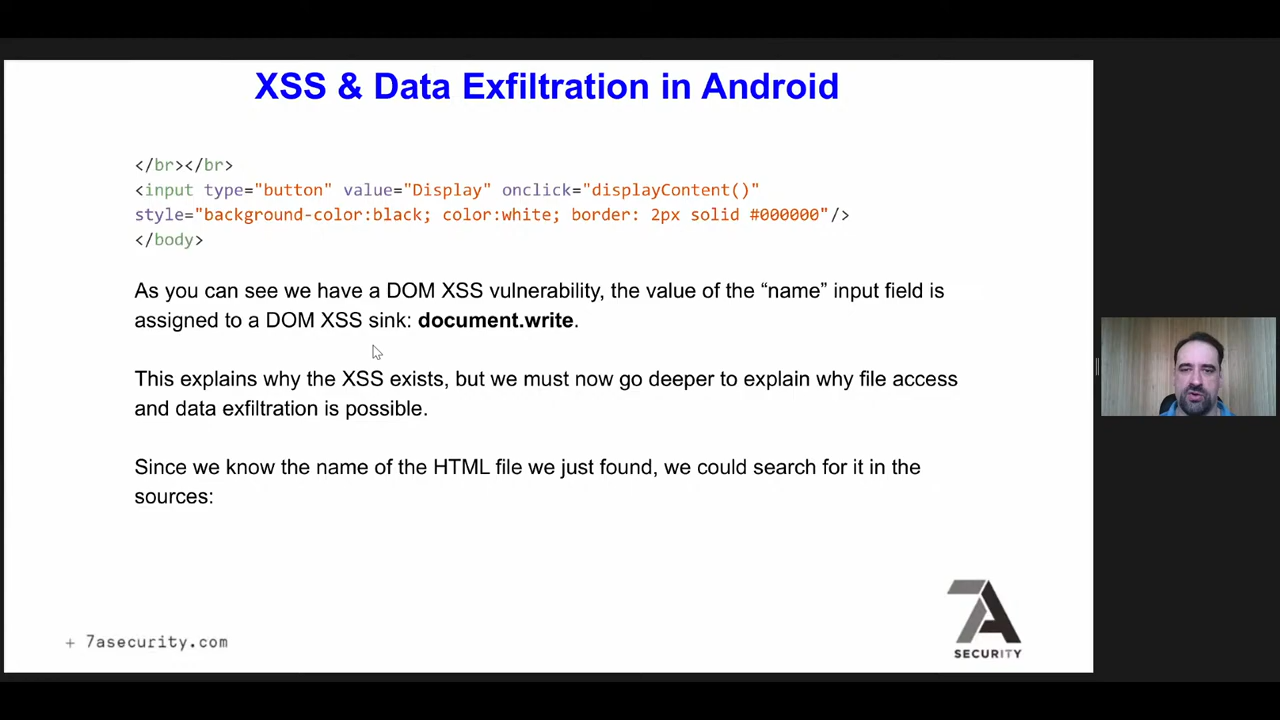 XSS & Data Exfiltration in Android
</br></br>
<input type="button" value="Display" onclick="displayContent()"
style="background-color:black; color:white; border: 2px solid #000000"/>
</body>
As you can see we have a DOM XSS vulnerability, the value of the “name” input field is
assigned to a DOM XSS sink: document.write.
This explains why the XSS exists, but we must now go deeper to explain why file access
and data exfiltration is possible.
Since we know the name of the HTML file we just found, we could search for it in the
sources:
+ 7asecurity.com
7A
SECURITY